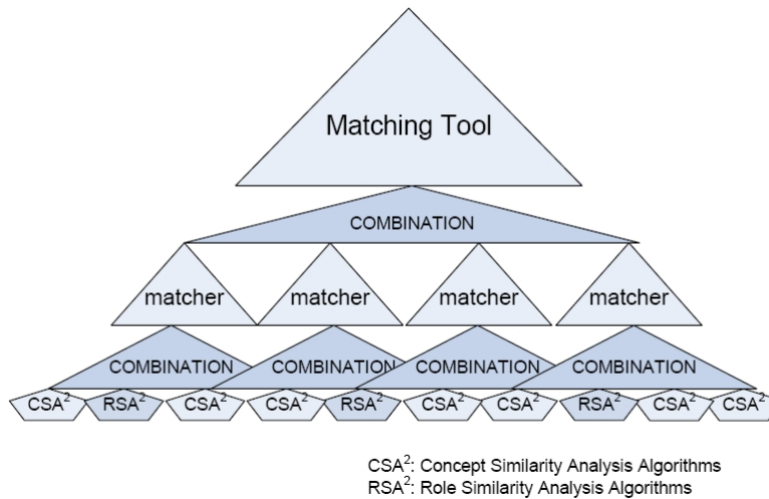 Matching Tool
COMBINATION
matcher matcher matcher matcher
COMBINATION COMBINATION COMBINATION COMBINATION
CSA² RSA² CSA² CSA² RSA² CSA² CSA² RSA² CSA² CSA²
CSA²: Concept Similarity Analysis Algorithms
RSA²: Role Similarity Analysis Algorithms